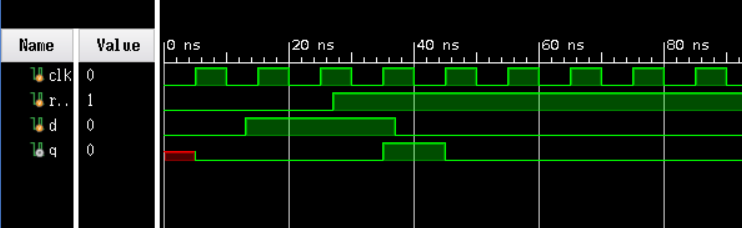 Name Value 0 ns 20 ns 40 ns 60 ns 80 ns
clk 0
r.. 1
d 0
q 0